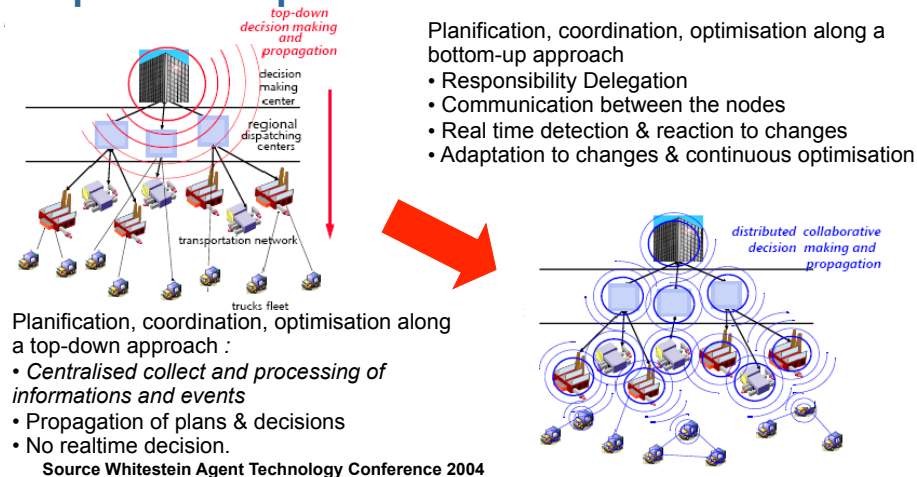 top-down
decision making
and
propagation
decision
making
center
regional
dispatching
centers
transportation network
trucks fleet
Planification, coordination, optimisation along
a top-down approach :
• Centralised collect and processing of
informations and events
• Propagation of plans & decisions
• No realtime decision.
Source Whitestein Agent Technology Conference 2004
Planification, coordination, optimisation along a
bottom-up approach
• Responsibility Delegation
• Communication between the nodes
• Real time detection & reaction to changes
• Adaptation to changes & continuous optimisation
distributed collaborative
decision making and
propagation